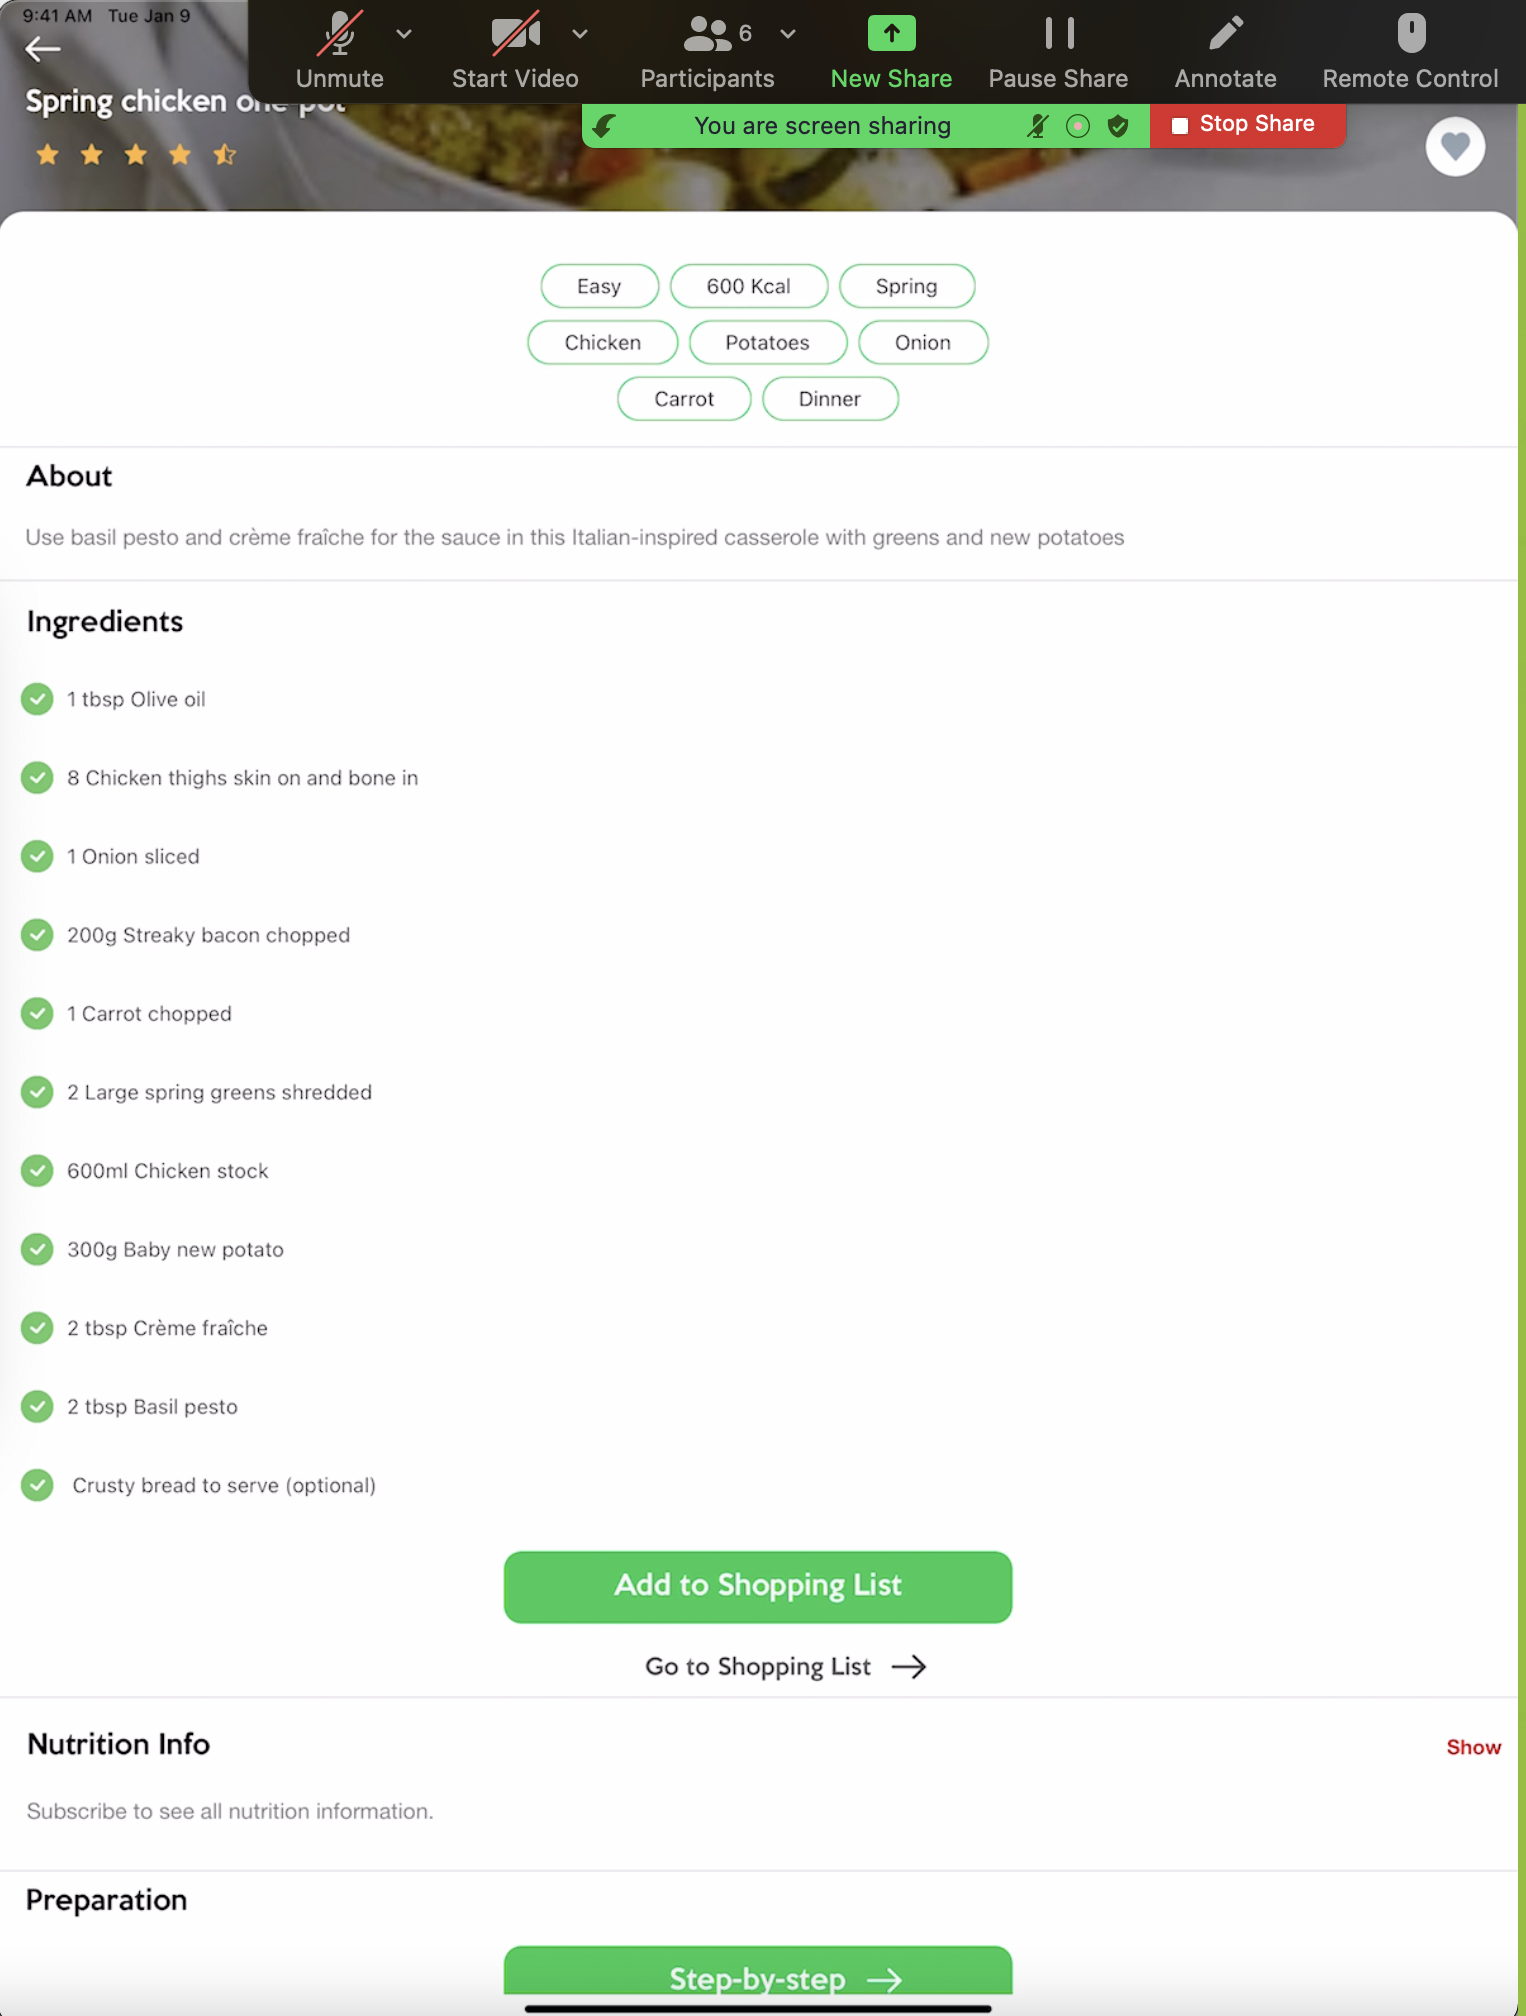 9:41 AM Tue Jan 9
Unmute
Start Video
6
Participants
New Share
Pause Share
Annotate
Remote Control
Spring chicken one-pot
You are screen sharing
Stop Share
Easy
600 Kcal
Spring
Chicken
Potatoes
Onion
Carrot
Dinner
About
Use basil pesto and crème fraîche for the sauce in this Italian-inspired casserole with greens and new potatoes
Ingredients
1 tbsp Olive oil
8 Chicken thighs skin on and bone in
1 Onion sliced
200g Streaky bacon chopped
1 Carrot chopped
2 Large spring greens shredded
600ml Chicken stock
300g Baby new potato
2 tbsp Crème fraîche
2 tbsp Basil pesto
Crusty bread to serve (optional)
Add to Shopping List
Go to Shopping List
Nutrition Info
Show
Subscribe to see all nutrition information.
Preparation
Step-by-step